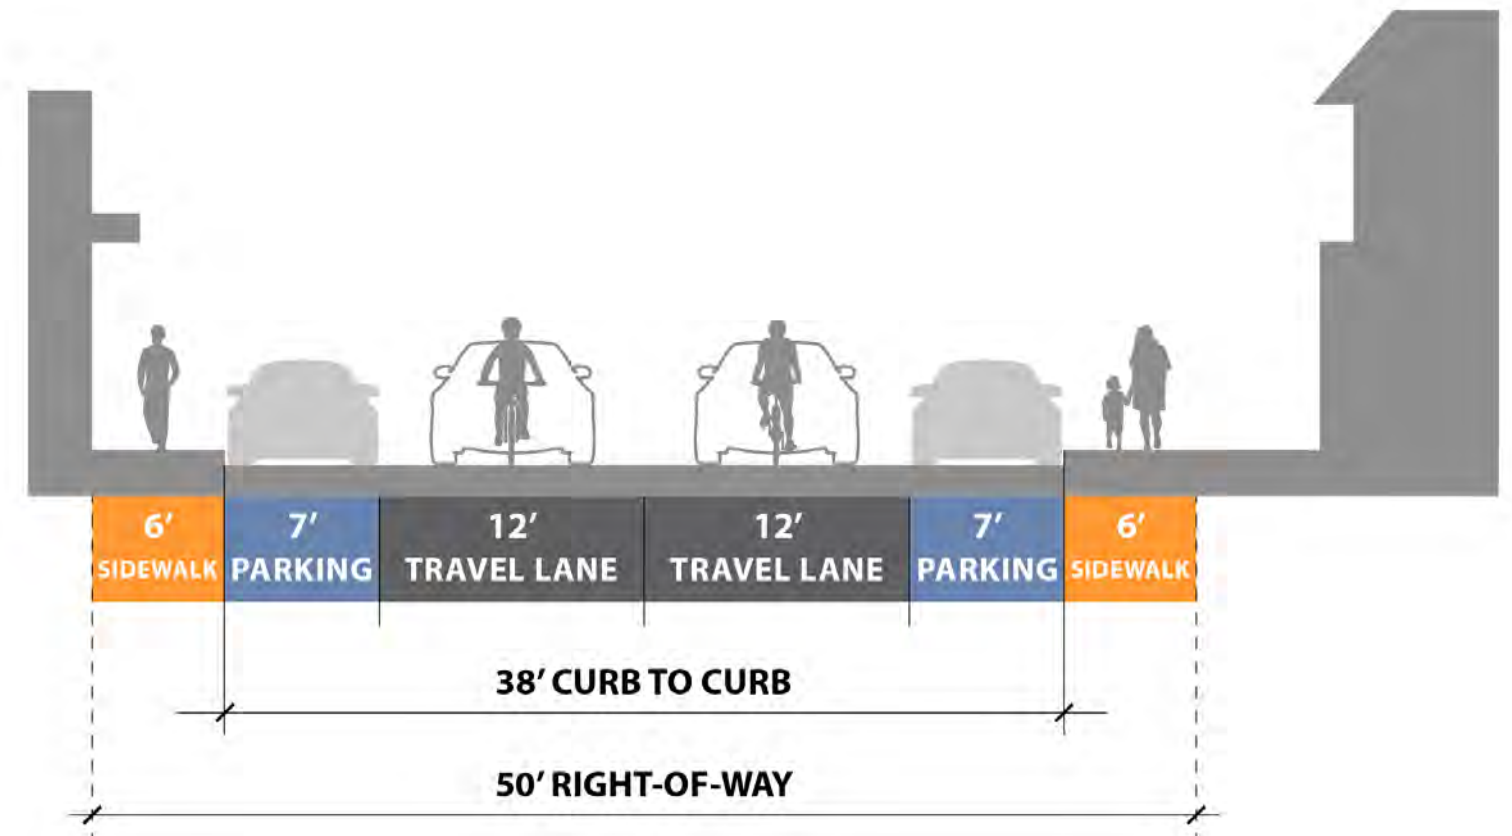 6′
SIDEWALK
7′
PARKING
12′
TRAVEL LANE
12′
TRAVEL LANE
7′
PARKING
6′
SIDEWALK
38′ CURB TO CURB
50′ RIGHT-OF-WAY